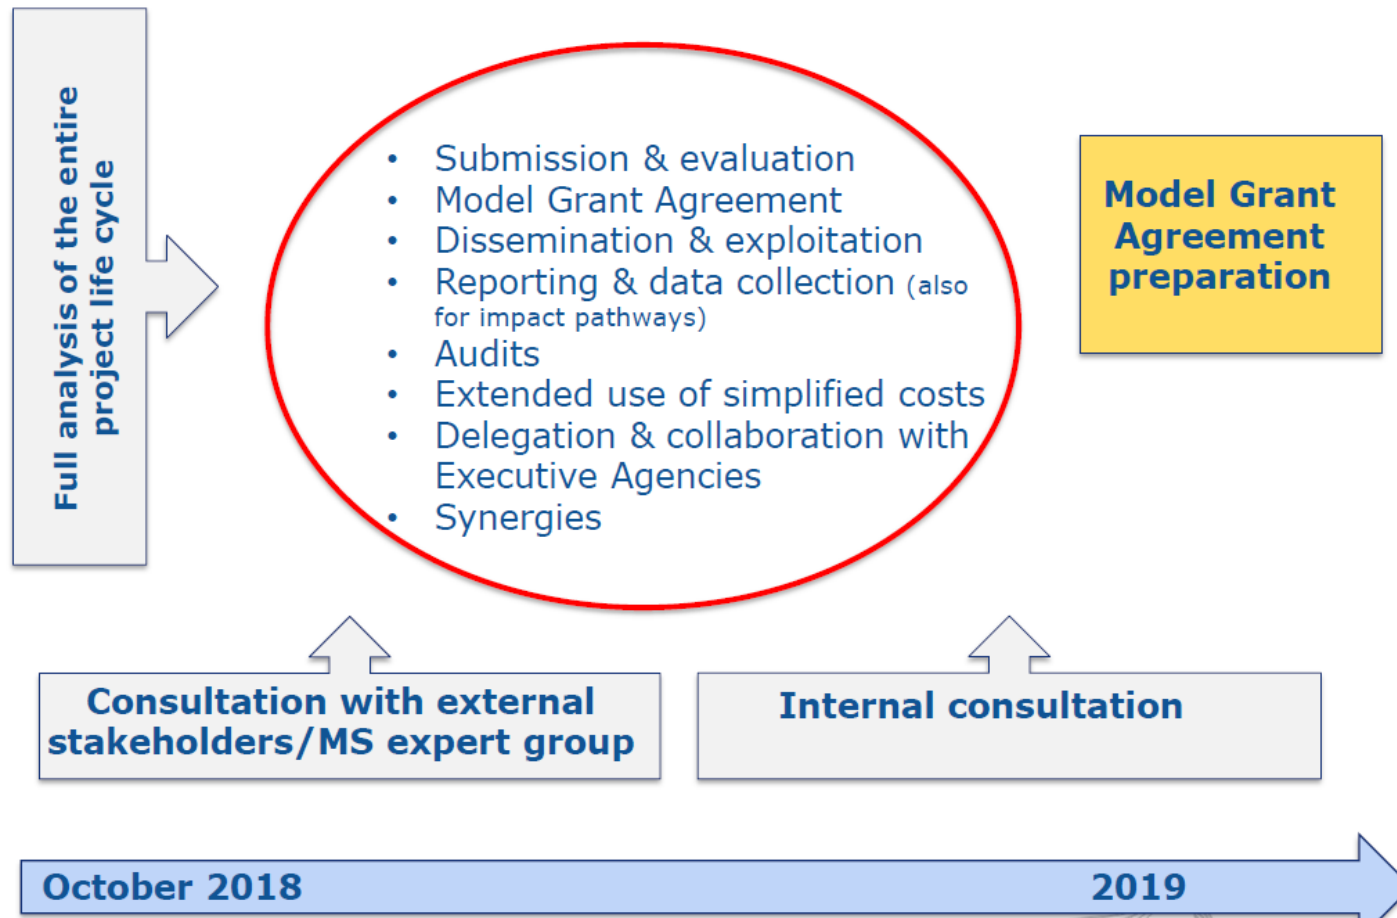 Full analysis of the entire
project life cycle
• Submission & evaluation
• Model Grant Agreement
• Dissemination & exploitation
• Reporting & data collection (also
for impact pathways)
• Audits
• Extended use of simplified costs
• Delegation & collaboration with
Executive Agencies
• Synergies
Model Grant
Agreement
preparation
Consultation with external
stakeholders/MS expert group
Internal consultation
October 2018
2019